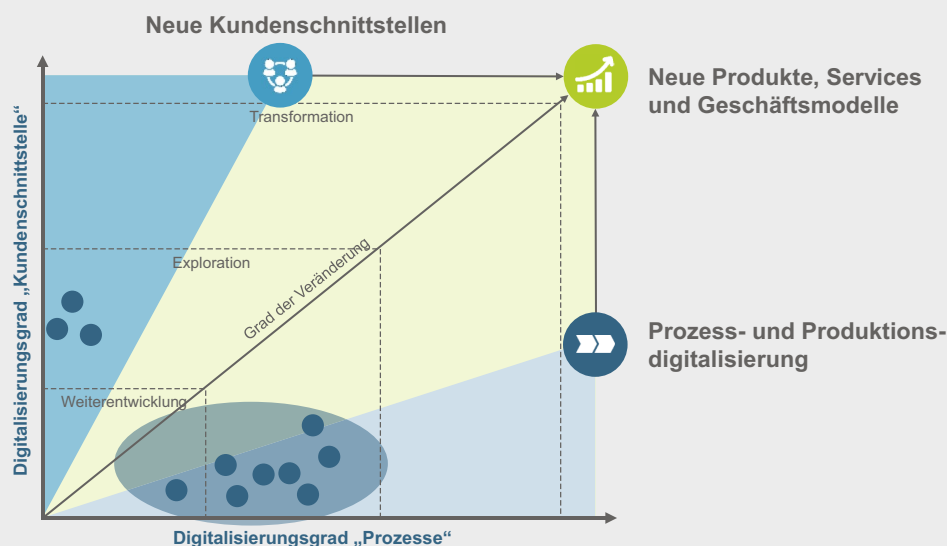 Neue Kundenschnittstellen
Neue Produkte, Services
und Geschäftsmodelle
Transformation
Digitalisierungsgrad „Kundenschnittstelle“
Exploration
Grad der Veränderung
Prozess- und Produktions-
digitalisierung
Weiterentwicklung
Digitalisierungsgrad „Prozesse“